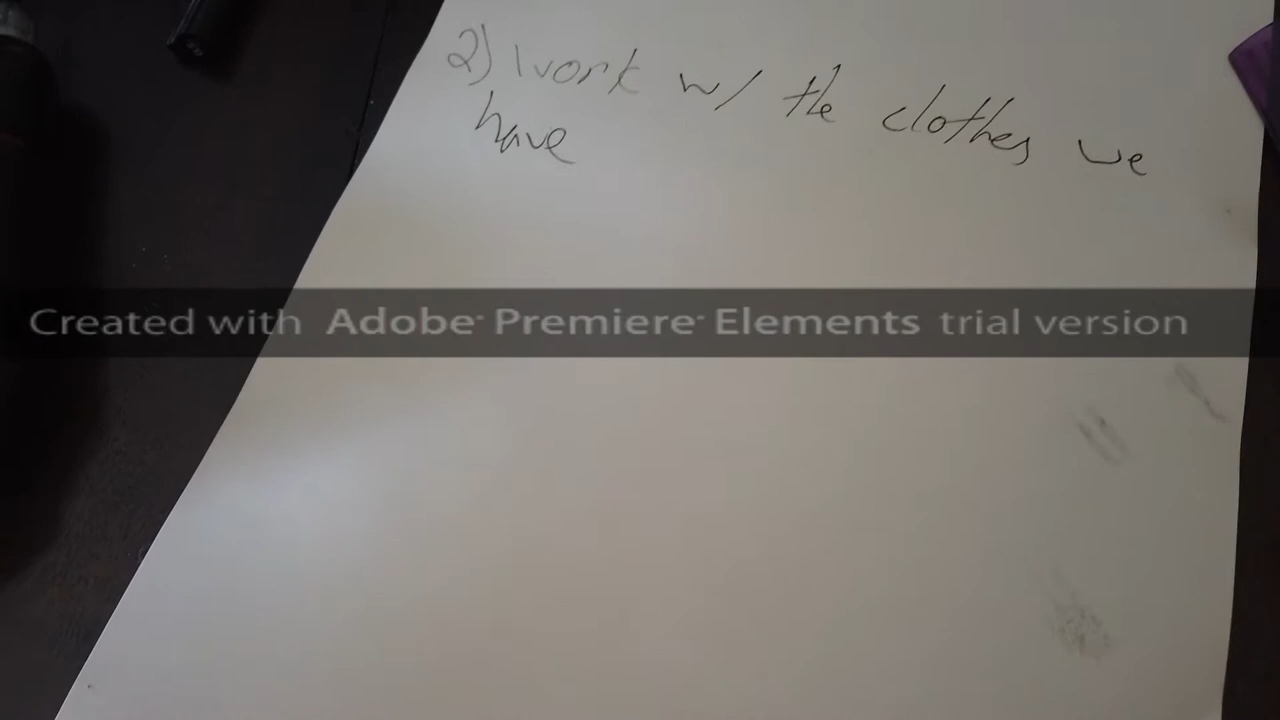 2) Work w/ the clothes we
have
Created with Adobe Premiere Elements trial version